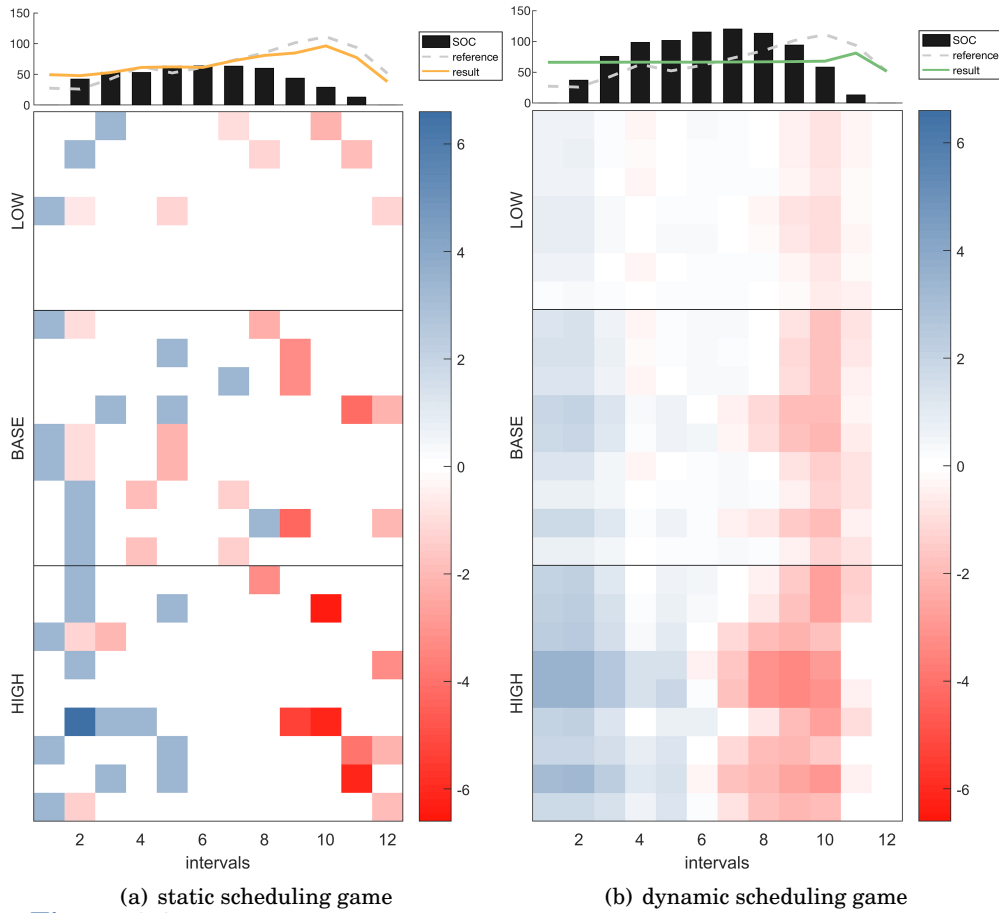 150
100
50
0
SOC
reference
result
LOW
BASE
HIGH
6
4
2
0
-2
-4
-6
2 4 6 8 10 12
intervals
(a) static scheduling game
150
100
50
0
SOC
reference
result
LOW
BASE
HIGH
6
4
2
0
-2
-4
-6
2 4 6 8 10 12
intervals
(b) dynamic scheduling game